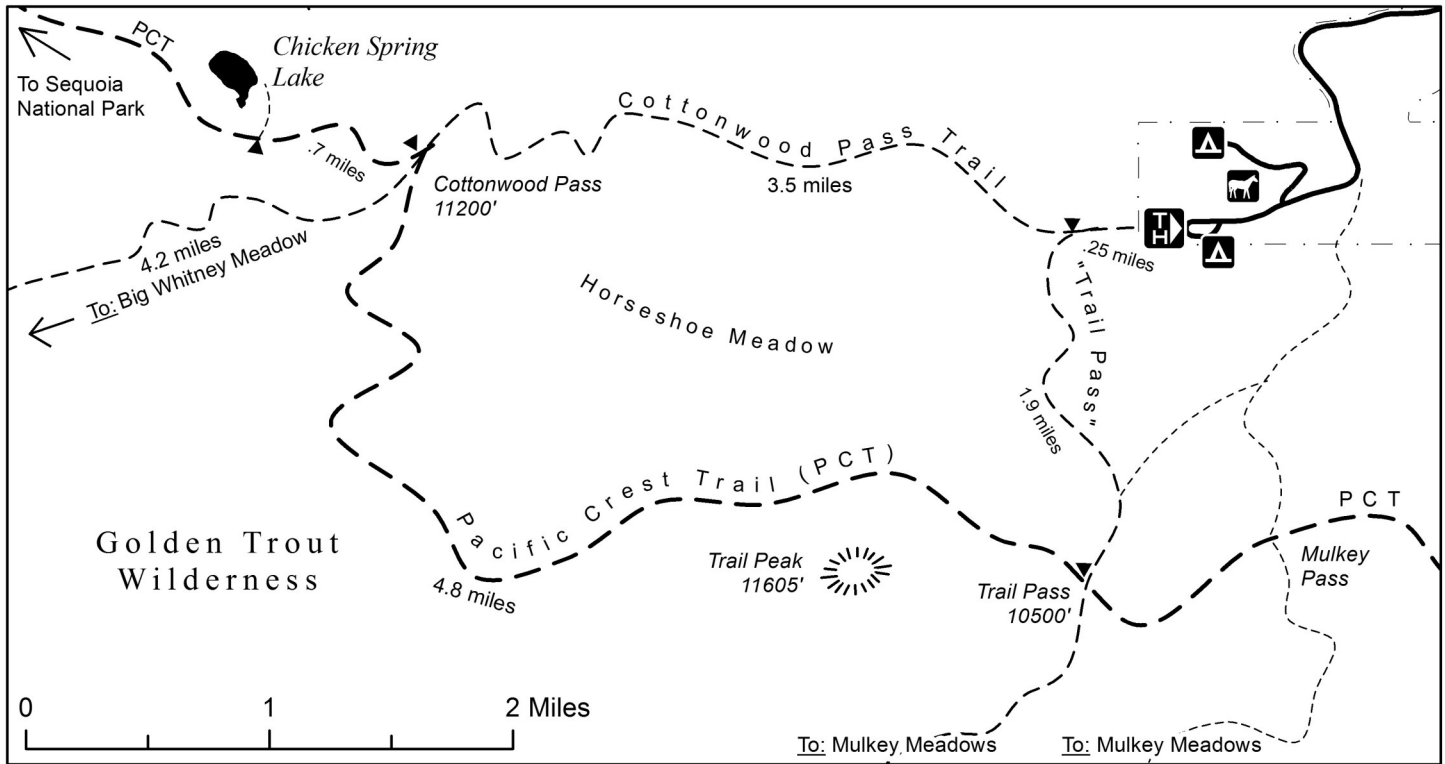 PCT
Chicken Spring
Lake
To Sequoia
National Park
.7 miles
Cottonwood Pass
11200'
Cottonwood Pass Trail
3.5 miles
TH
.25 miles
4.2 miles
To: Big Whitney Meadow
Horseshoe Meadow
"Trail Pass"
1.9 miles
Pacific Crest Trail (PCT)
4.8 miles
Golden Trout
Wilderness
Trail Peak
11605'
Trail Pass
10500'
PCT
Mulkey
Pass
0 1 2 Miles
To: Mulkey Meadows
To: Mulkey Meadows